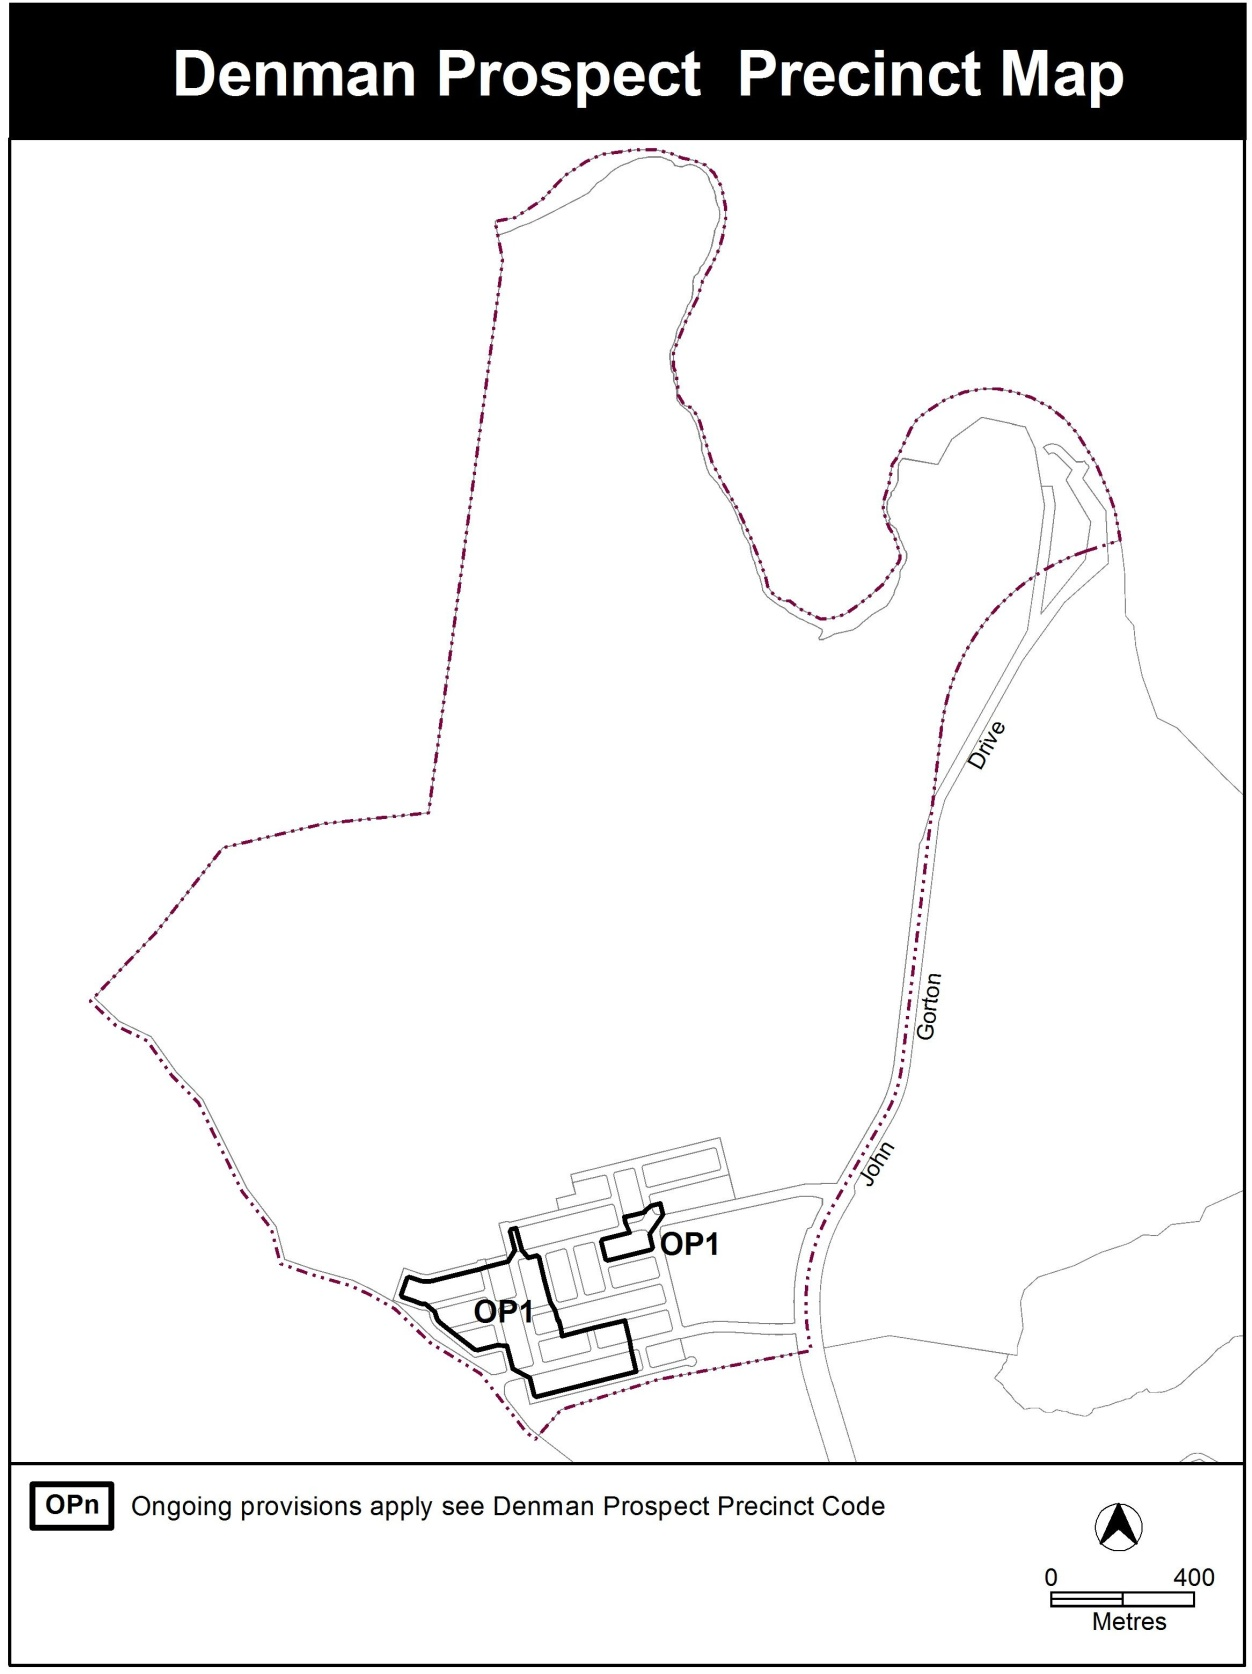 Denman Prospect Precinct Map
Drive
Gorton
John
OP1
OP1
OPn Ongoing provisions apply see Denman Prospect Precinct Code
0 400
Metres